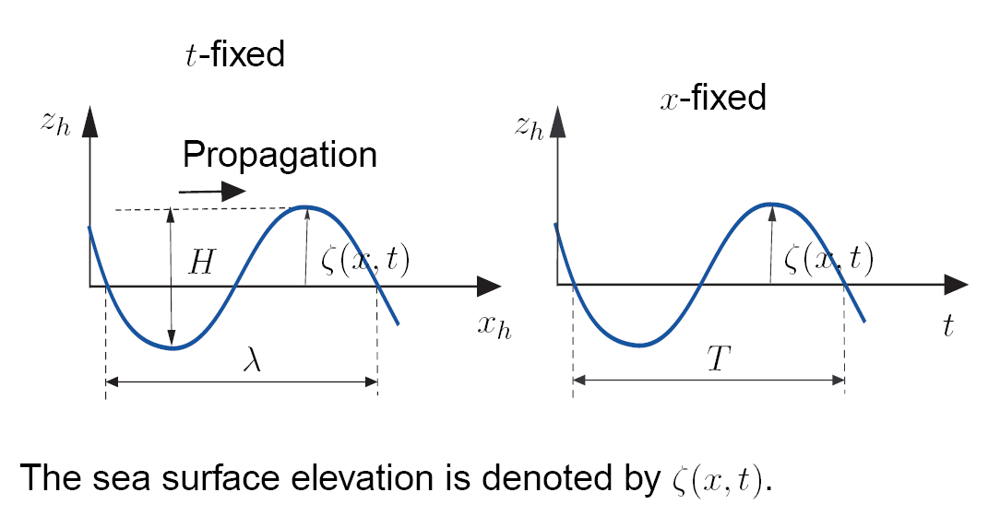 t-fixed
x-fixed
z_h
z_h
Propagation
H
ζ(x, t)
ζ(x, t)
x_h
t
λ
T
The sea surface elevation is denoted by ζ(x, t).